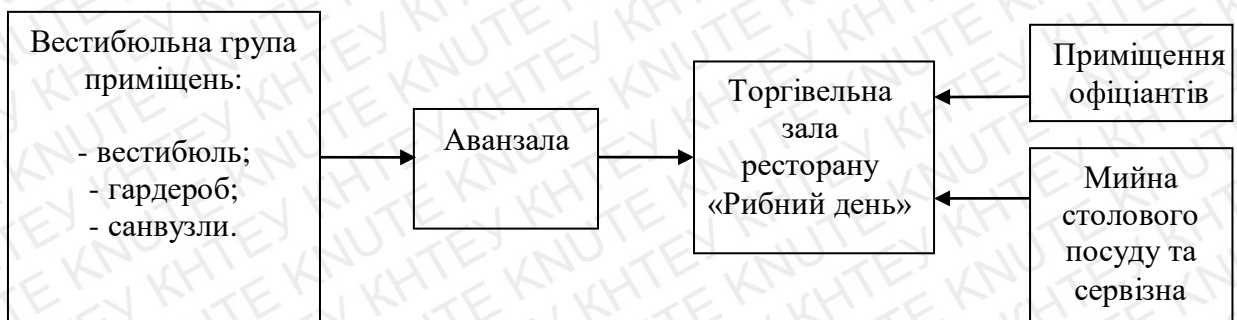 Вестибюльна група
приміщень:
- вестибюль;
- гардероб;
- санвузли.
Аванзала
Торгівельна
зала
ресторану
«Рибний день»
Приміщення
офіціантів
Мийна
столового
посуду та
сервізна